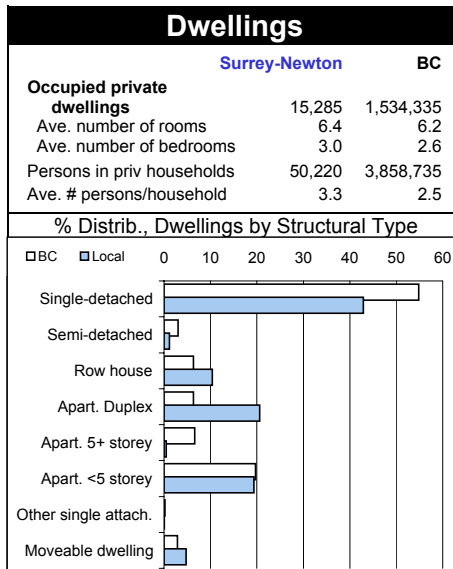 Dwellings
Surrey-Newton BC
Occupied private
dwellings 15,285 1,534,335
Ave. number of rooms 6.4 6.2
Ave. number of bedrooms 3.0 2.6
Persons in priv households 50,220 3,858,735
Ave. # persons/household 3.3 2.5
% Distrib., Dwellings by Structural Type
BC Local 0 10 20 30 40 50 60
Single-detached
Semi-detached
Row house
Apart. Duplex
Apart. 5+ storey
Apart. <5 storey
Other single attach.
Moveable dwelling